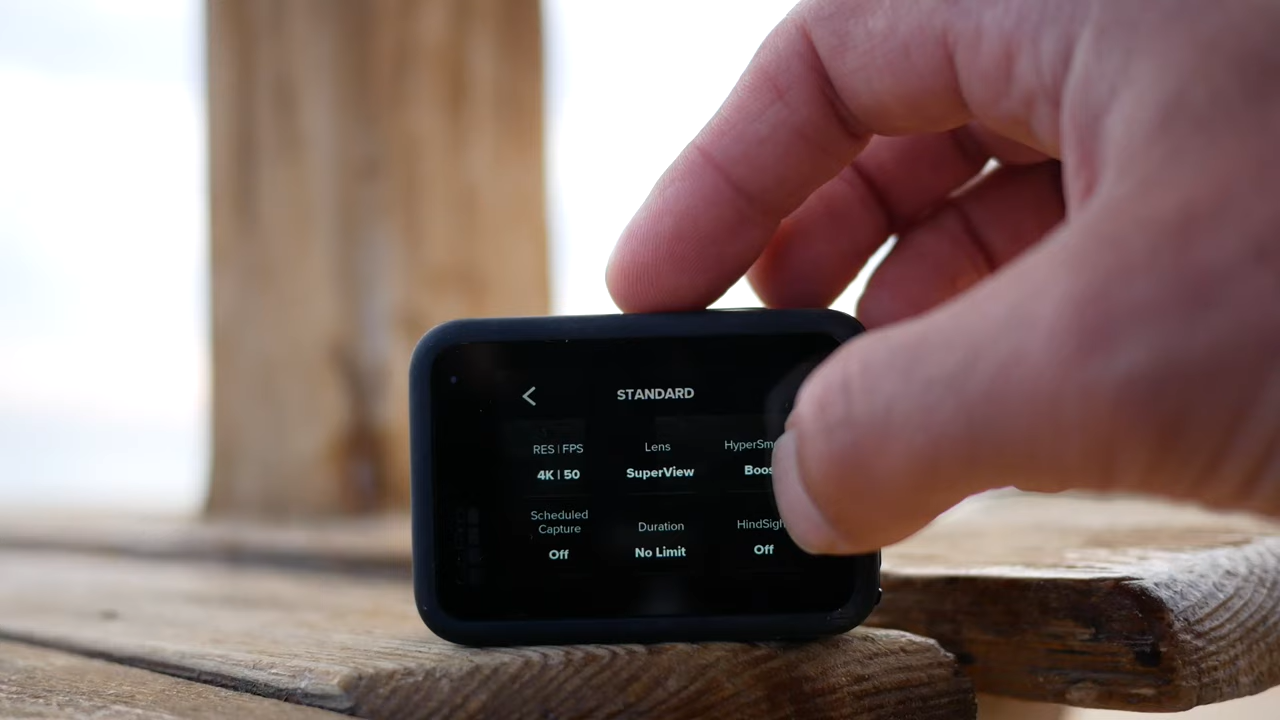 STANDARD
RES | FPS
4K | 50
Lens
SuperView
Scheduled
Capture
Off
Duration
No Limit
Off